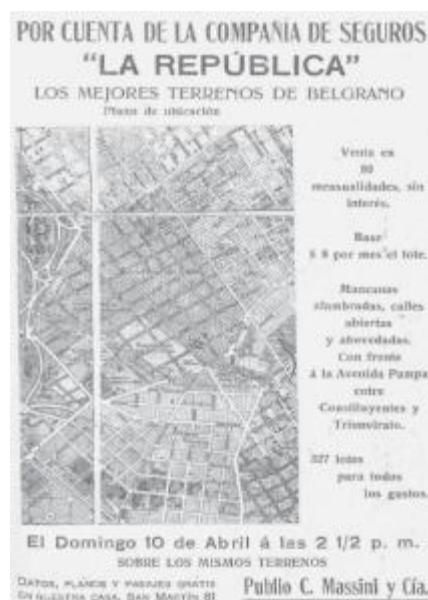 POR CUENTA DE LA COMPAÑIA DE SEGUROS
"LA REPÚBLICA"
LOS MEJORES TERRENOS DE BELGRANO
Plano de ubicación
Venta en
80
mensualidades, sin
interés.
Base
$ 8 por mes el lote.
Manzanas
alambradas, calles
abiertas
y abovedadas.
Con frente
á la Avenida Pampa
entre
Constituyentes y
Triunvirato.
327 lotes
para todos
los gustos.
El Domingo 10 de Abril á las 2 1/2 p. m.
SOBRE LOS MISMOS TERRENOS
DATOS, PLANOS Y PASAJES GRATIS
EN NUESTRA CASA, SAN MARTÍN 81
Publio C. Massini y Cía.